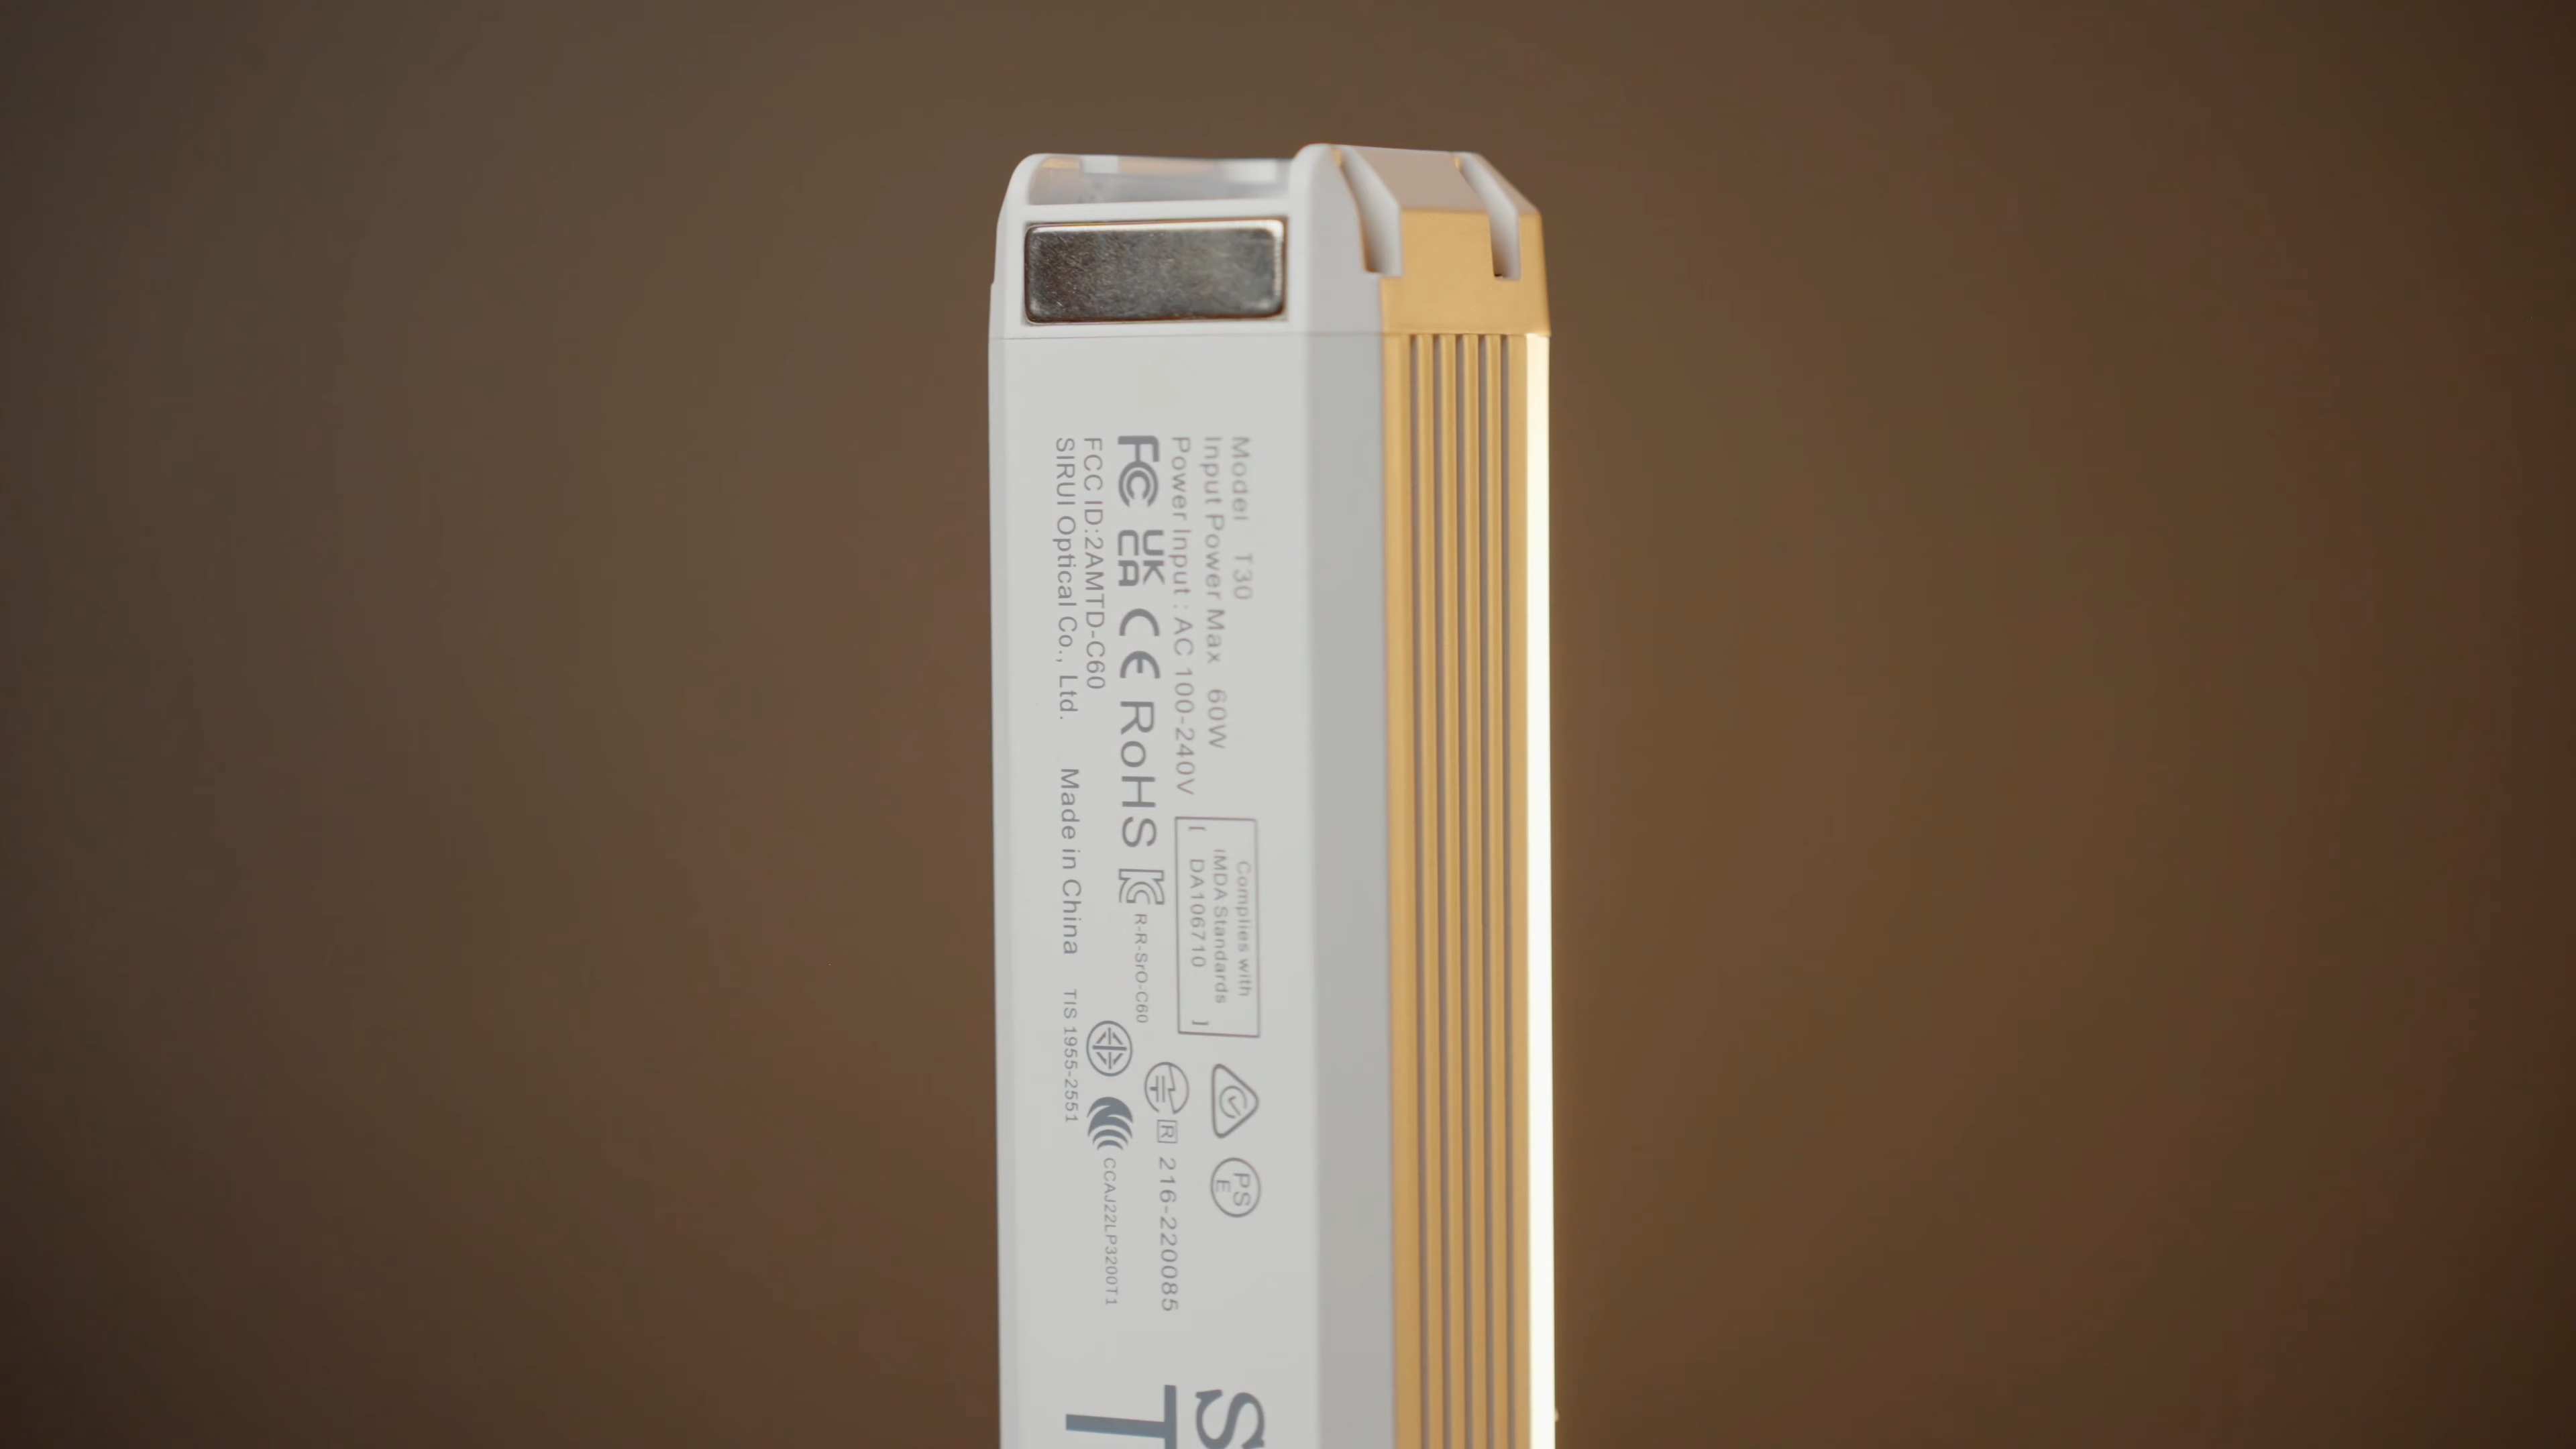 Model T30
Input Power Max 60W
Power Input : AC 100-240V
Complies with
IMDA Standards
[ DA106710 ]
PS
E
FC UK
CA CE RoHS
R-R-SrO-C60
R 216-220085
FCC ID:2AMTD-C60
CCAJ22LP3200T1
SIRUI Optical Co., Ltd. Made in China TIS 1955-2551
S
T